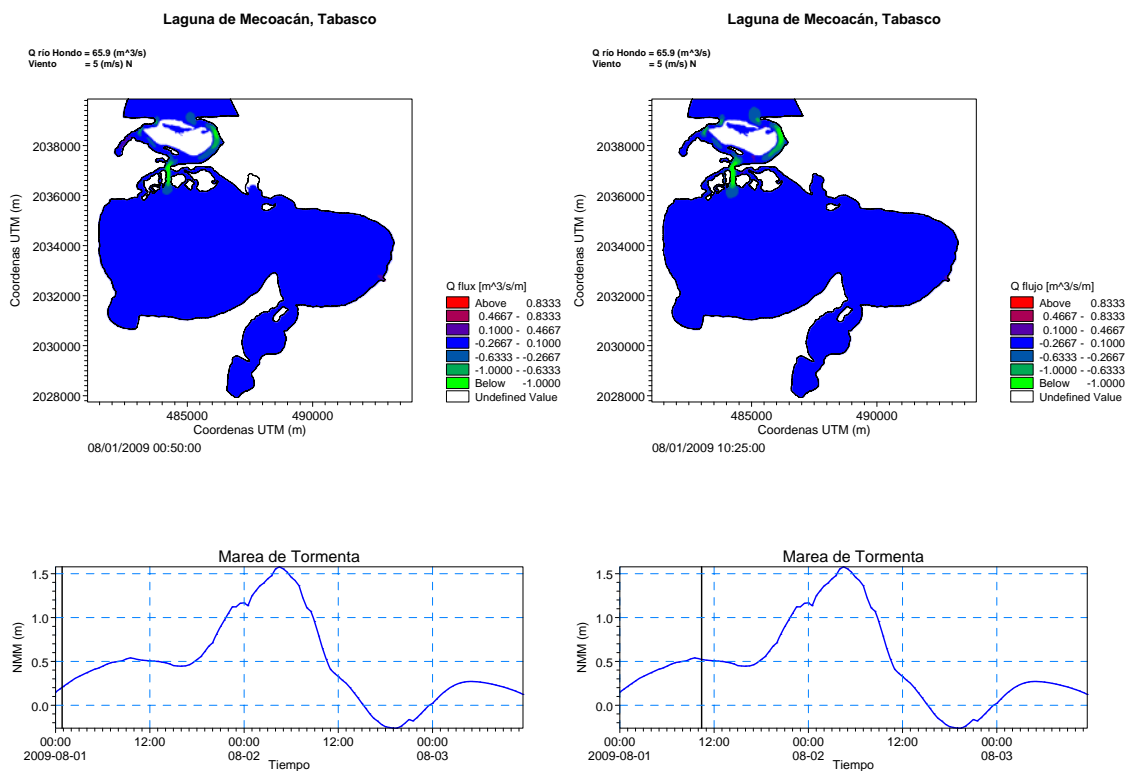 Laguna de Mecoacán, Tabasco
Q río Hondo = 65.9 (m^3/s)
Viento = 5 (m/s) N
Coordenas UTM (m)
2038000
2036000
2034000
2032000
2030000
2028000
485000
490000
Coordenas UTM (m)
08/01/2009 00:50:00
Q flux [m^3/s/m]
Above 0.8333
0.4667 - 0.8333
0.1000 - 0.4667
-0.2667 - 0.1000
-0.6333 - -0.2667
-1.0000 - -0.6333
Below -1.0000
Undefined Value
Laguna de Mecoacán, Tabasco
Q río Hondo = 65.9 (m^3/s)
Viento = 5 (m/s) N
Coordenas UTM (m)
2038000
2036000
2034000
2032000
2030000
2028000
485000
490000
Coordenas UTM (m)
08/01/2009 10:25:00
Q flujo [m^3/s/m]
Above 0.8333
0.4667 - 0.8333
0.1000 - 0.4667
-0.2667 - 0.1000
-0.6333 - -0.2667
-1.0000 - -0.6333
Below -1.0000
Undefined Value
Marea de Tormenta
NMM (m)
1.5
1.0
0.5
0.0
00:00 12:00 00:00 12:00 00:00
2009-08-01 08-02 08-03
Tiempo
Marea de Tormenta
NMM (m)
1.5
1.0
0.5
0.0
00:00 12:00 00:00 12:00 00:00
2009-08-01 08-02 08-03
Tiempo